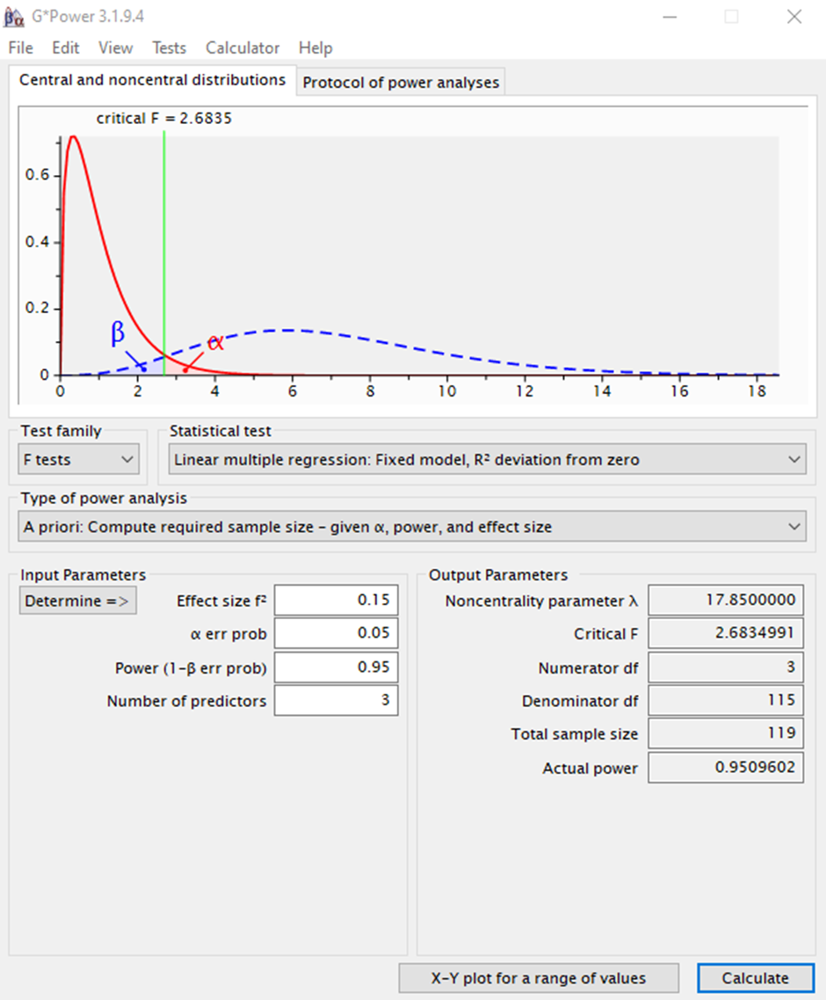 G*Power 3.1.9.4
File Edit View Tests Calculator Help
Central and noncentral distributions Protocol of power analyses
critical F = 2.6835
0.6
0.4
0.2
0
β α
0 2 4 6 8 10 12 14 16 18
Test family Statistical test
F tests Linear multiple regression: Fixed model, R² deviation from zero
Type of power analysis
A priori: Compute required sample size – given α, power, and effect size
Input Parameters Output Parameters
Determine => Effect size f² 0.15 Noncentrality parameter λ 17.8500000
α err prob 0.05 Critical F 2.6834991
Power (1–β err prob) 0.95 Numerator df 3
Number of predictors 3 Denominator df 115
Total sample size 119
Actual power 0.9509602
X–Y plot for a range of values Calculate